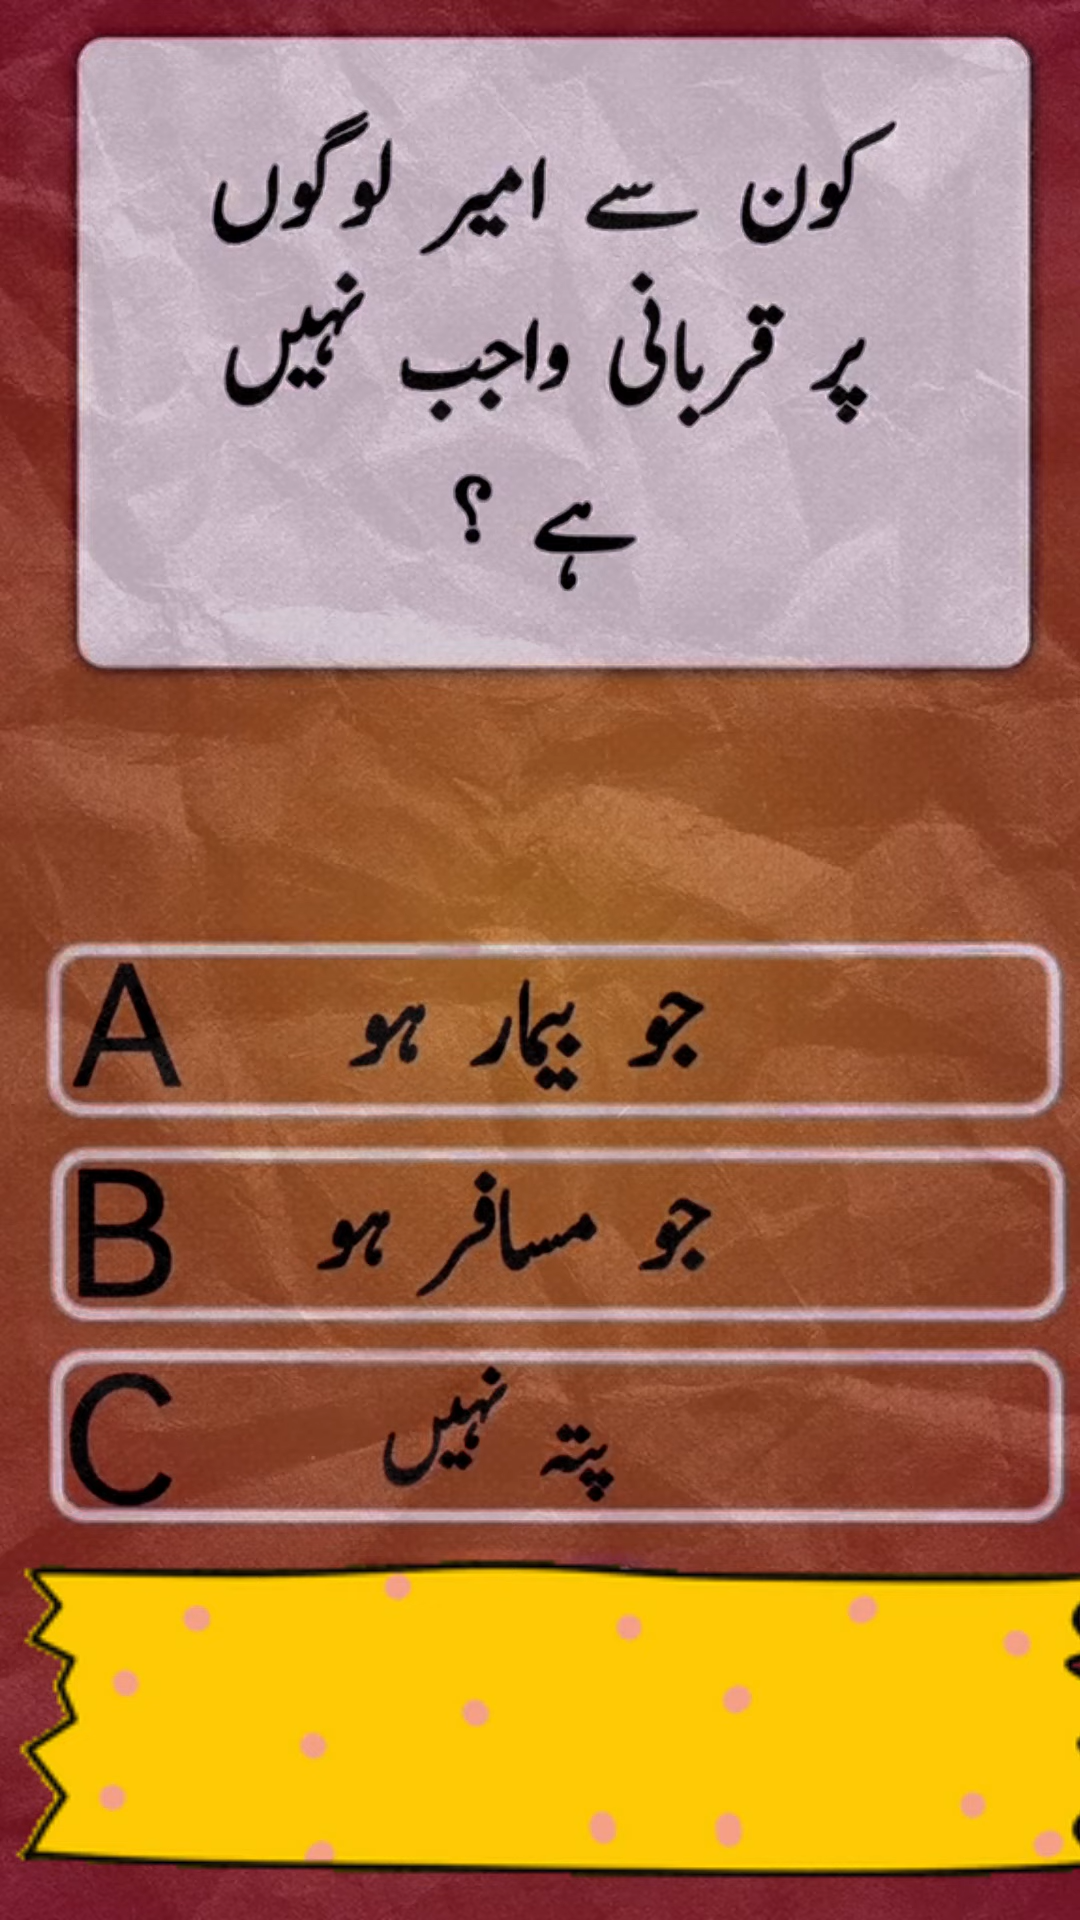 کون سے امیر لوگوں
پر قربانی واجب نہیں
ہے ؟
A جو بیمار ہو
B جو مسافر ہو
C پتہ نہیں